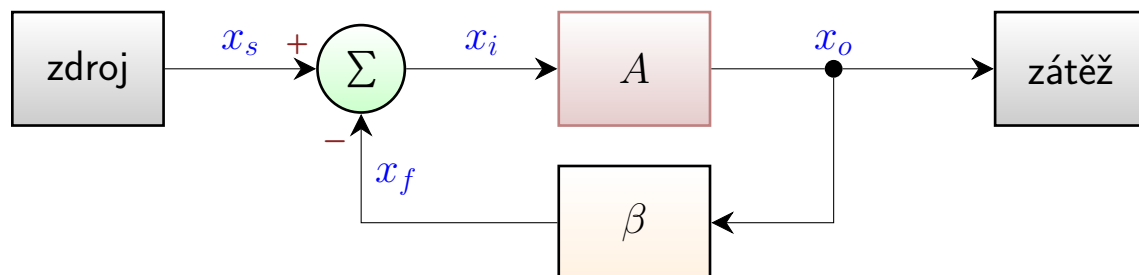 x_s + x_i x_o
zdroj Σ A zátěž
−
x_f
β